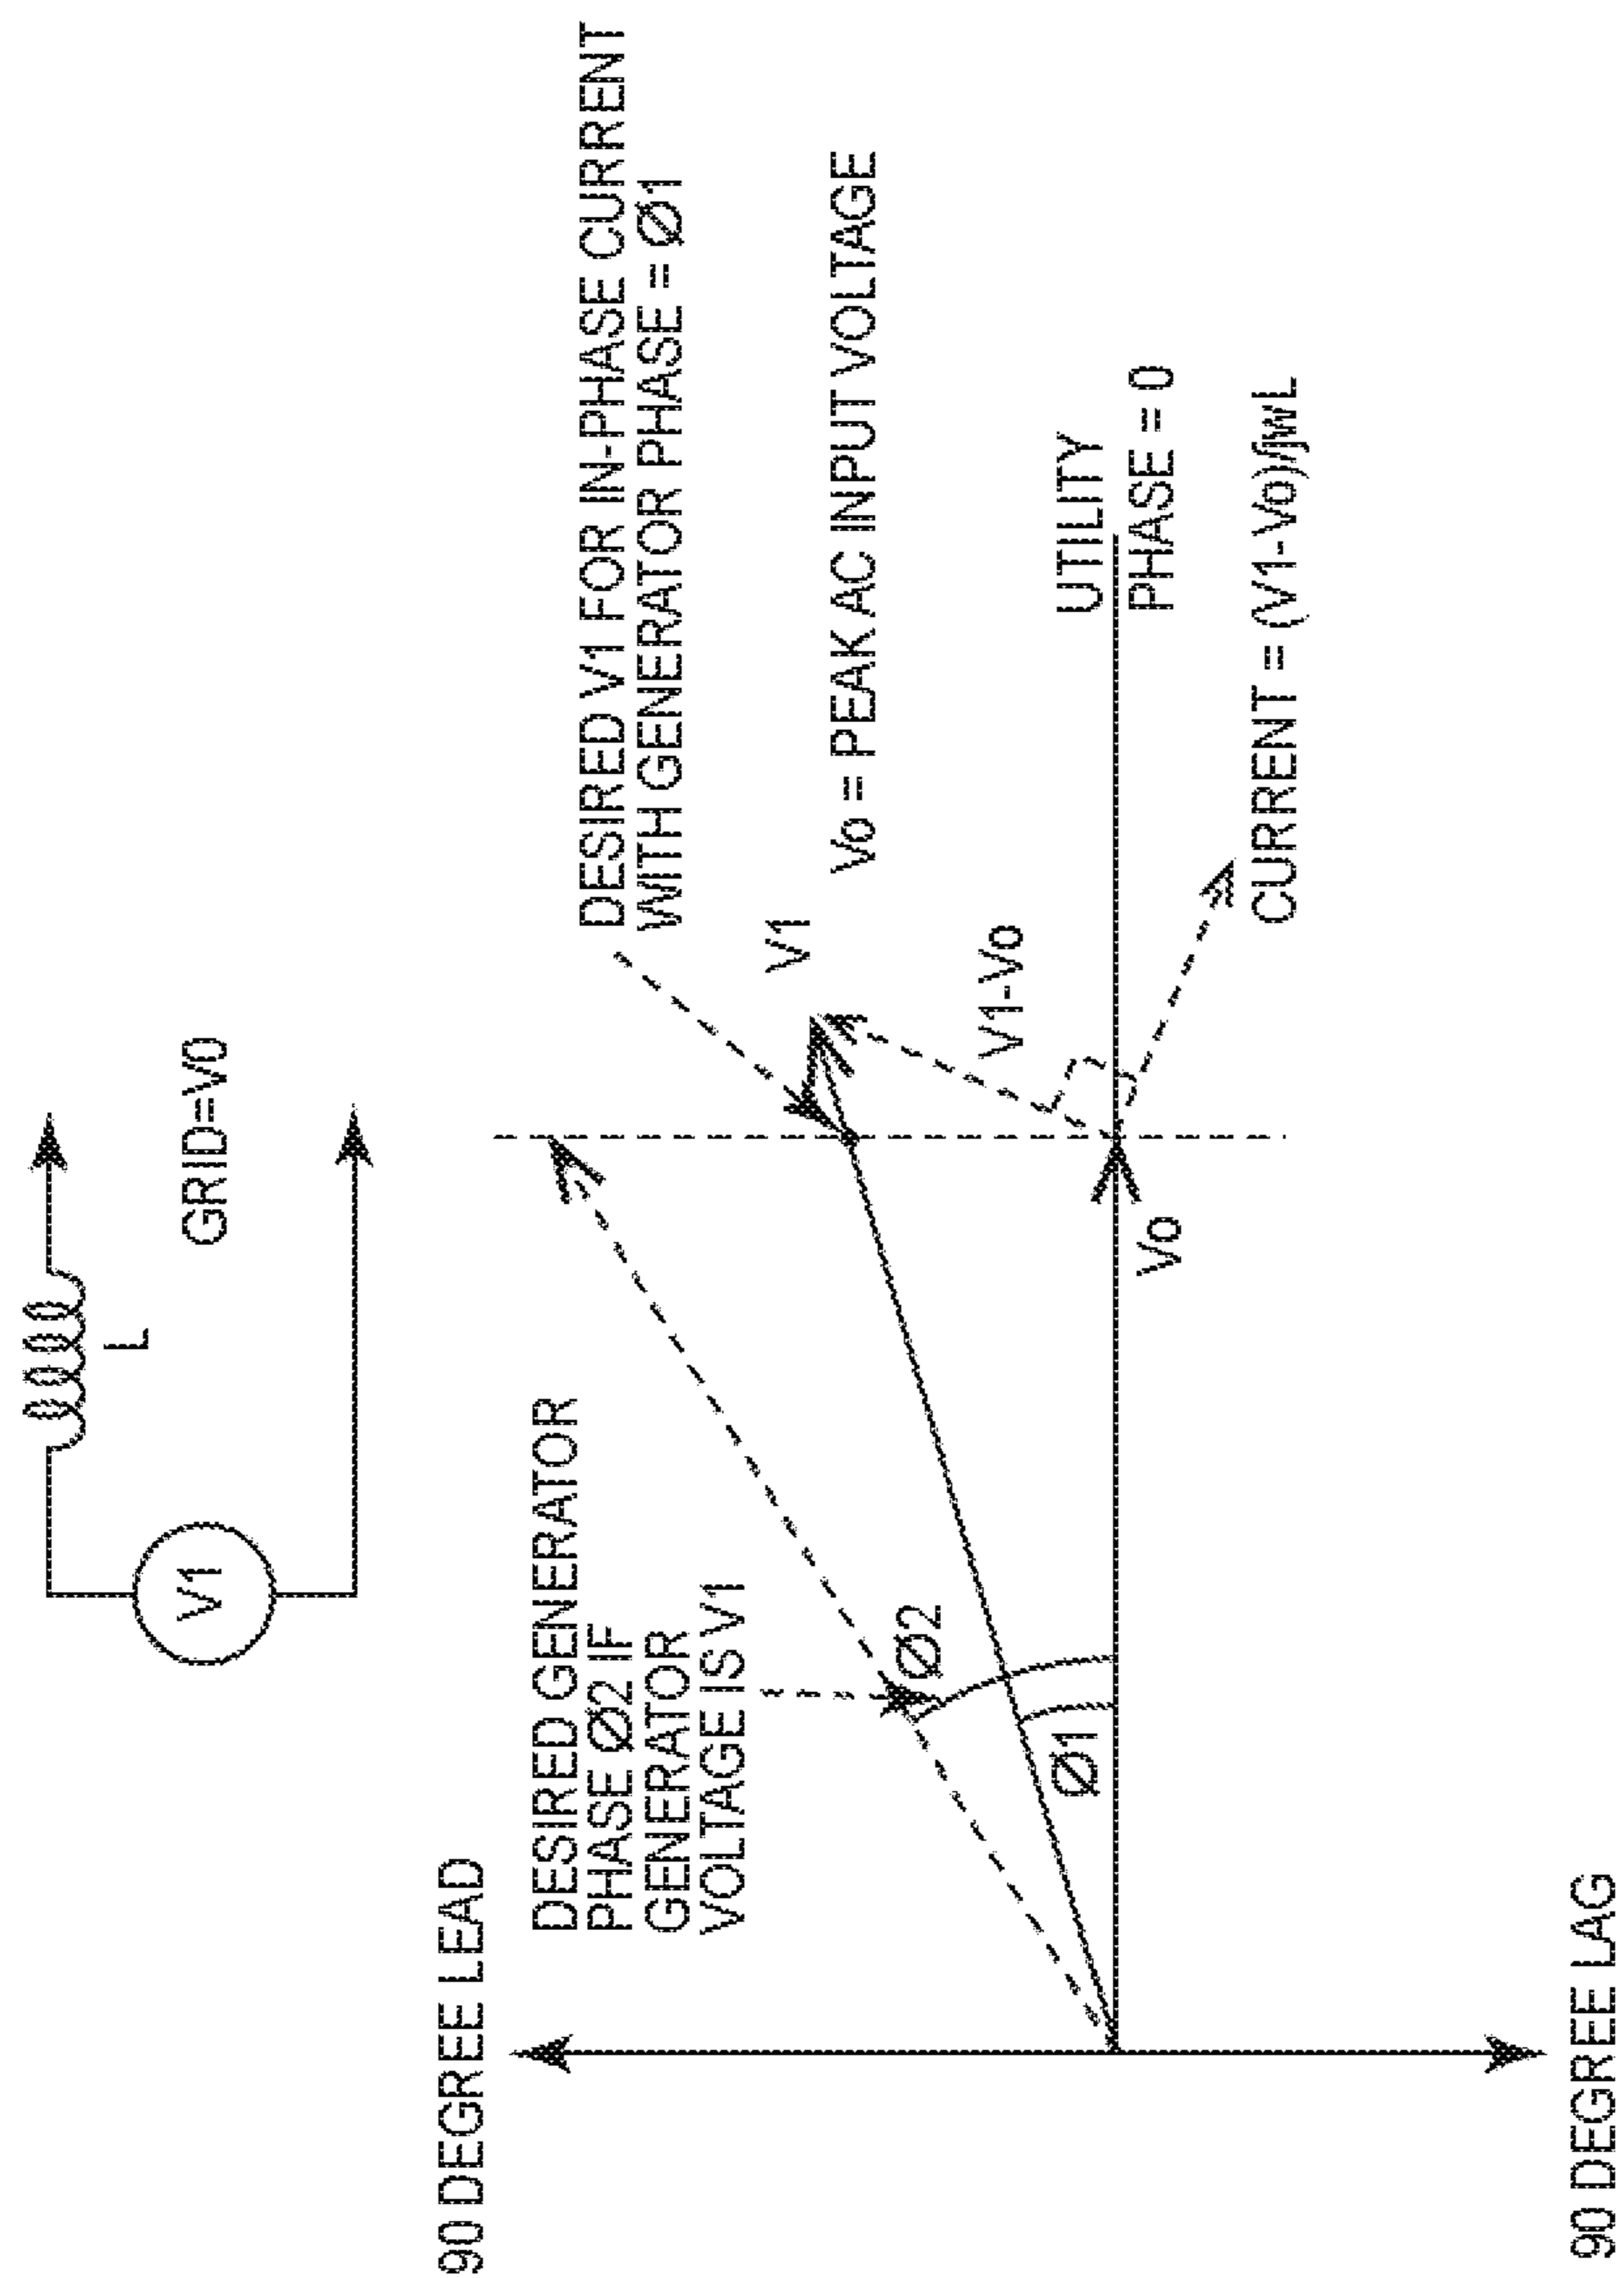 V1
L
GRID=V0
90 DEGREE LEAD
DESIRED GENERATOR
PHASE Ø2 IF
GENERATOR
VOLTAGE IS V1
DESIRED V1 FOR IN-PHASE CURRENT
WITH GENERATOR PHASE = Ø1
V1
Vo = PEAK AC INPUT VOLTAGE
Ø2
V1-Vo
Ø1
UTILITY
PHASE = 0
Vo
CURRENT = (V1-Vo)/jwL
90 DEGREE LAG